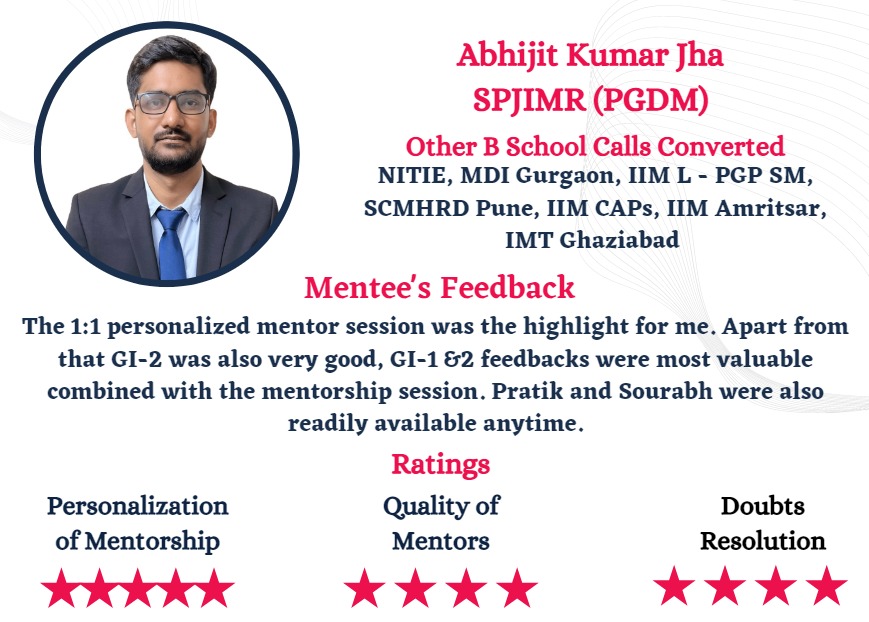 Abhijit Kumar Jha
SPJIMR (PGDM)
Other B School Calls Converted
NITIE, MDI Gurgaon, IIM L - PGP SM,
SCMHRD Pune, IIM CAPs, IIM Amritsar,
IMT Ghaziabad
Mentee's Feedback
The 1:1 personalized mentor session was the highlight for me. Apart from
that GI-2 was also very good, GI-1 &2 feedbacks were most valuable
combined with the mentorship session. Pratik and Sourabh were also
readily available anytime.
Ratings
Personalization
of Mentorship
Quality of
Mentors
Doubts
Resolution